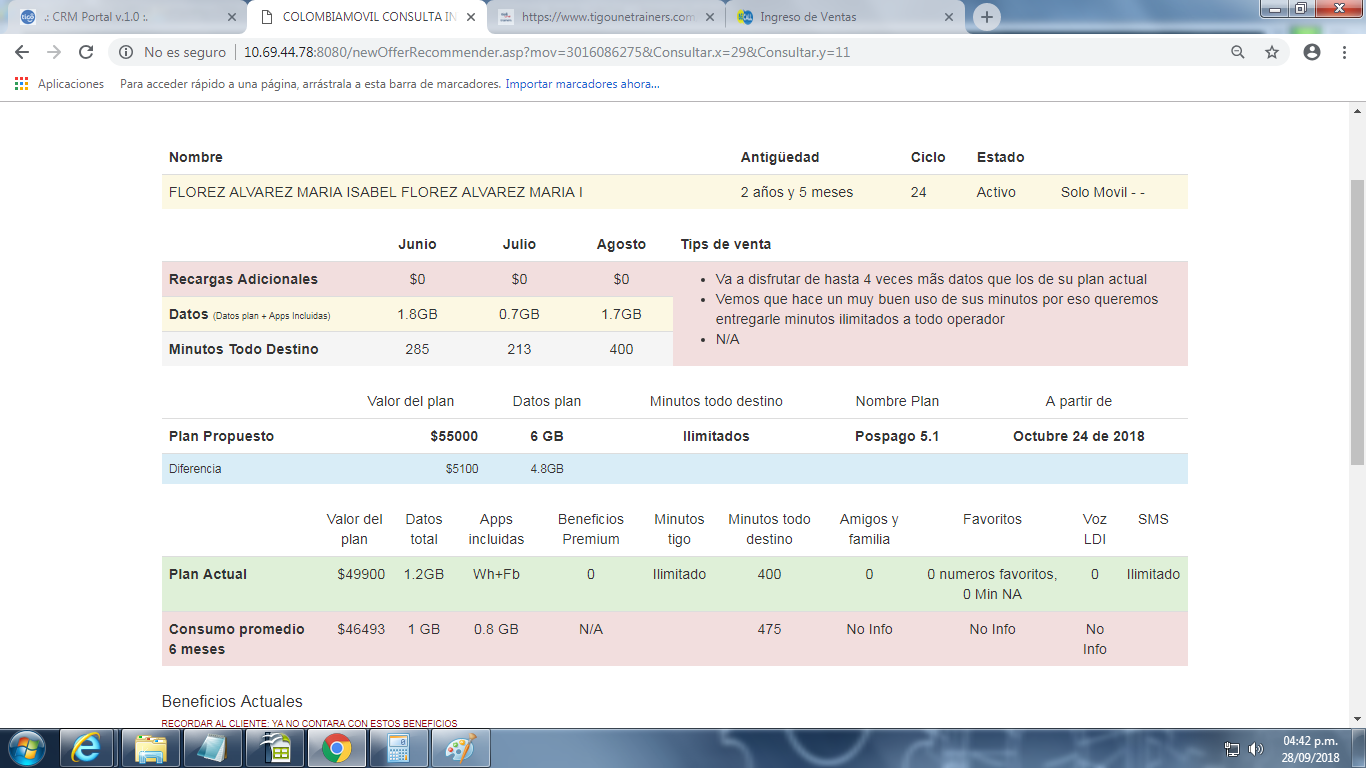 .: CRM Portal v.1.0 :.
COLOMBIAMOVIL CONSULTA IN
https://www.tigounetrainers.com
Ingreso de Ventas
No es seguro 10.69.44.78:8080/newOfferRecommender.asp?mov=3016086275&Consultar.x=29&Consultar.y=11
Aplicaciones Para acceder rápido a una página, arrástrala a esta barra de marcadores. Importar marcadores ahora...
Nombre Antigüedad Ciclo Estado
FLOREZ ALVAREZ MARIA ISABEL FLOREZ ALVAREZ MARIA I 2 años y 5 meses 24 Activo Solo Movil - -
Junio Julio Agosto Tips de venta
Recargas Adicionales $0 $0 $0
Datos (Datos plan + Apps Incluidas) 1.8GB 0.7GB 1.7GB
Minutos Todo Destino 285 213 400
Va a disfrutar de hasta 4 veces mãs datos que los de su plan actual
Vemos que hace un muy buen uso de sus minutos por eso queremos
entregarle minutos ilimitados a todo operador
N/A
Valor del plan Datos plan Minutos todo destino Nombre Plan A partir de
Plan Propuesto $55000 6 GB Ilimitados Pospago 5.1 Octubre 24 de 2018
Diferencia $5100 4.8GB
Valor del Datos Apps Beneficios Minutos Minutos todo Amigos y Favoritos Voz SMS
plan total incluidas Premium tigo destino familia LDI
Plan Actual $49900 1.2GB Wh+Fb 0 Ilimitado 400 0 0 numeros favoritos, 0 Ilimitado
0 Min NA
Consumo promedio $46493 1 GB 0.8 GB N/A 475 No Info No Info No
6 meses Info
Beneficios Actuales
RECORDAR AL CLIENTE: YA NO CONTARA CON ESTOS BENEFICIOS
04:42 p.m.
28/09/2018